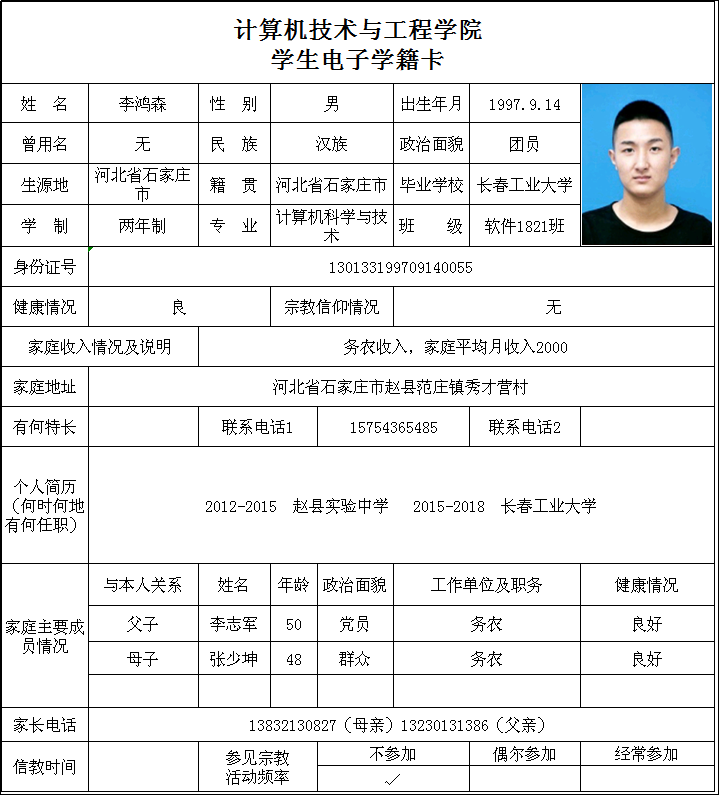 计算机技术与工程学院
学生电子学籍卡
姓 名 李鸿森 性 别 男 出生年月 1997.9.14
曾用名 无 民 族 汉族 政治面貌 团员
生源地 河北省石家庄市 籍 贯 河北省石家庄市 毕业学校 长春工业大学
学 制 两年制 专 业 计算机科学与技术 班 级 软件1821班
身份证号 130133199709140055
健康情况 良 宗教信仰情况 无
家庭收入情况及说明 务农收入，家庭平均月收入2000
家庭地址 河北省石家庄市赵县范庄镇秀才营村
有何特长 联系电话1 15754365485 联系电话2
个人简历
（何时何地
有何任职）
2012-2015 赵县实验中学 2015-2018 长春工业大学
家庭主要成员情况
与本人关系 姓名 年龄 政治面貌 工作单位及职务 健康情况
父子 李志军 50 党员 务农 良好
母子 张少坤 48 群众 务农 良好
家长电话 13832130827（母亲）13230131386（父亲）
信教时间 参见宗教活动频率 不参加 偶尔参加 经常参加
✓